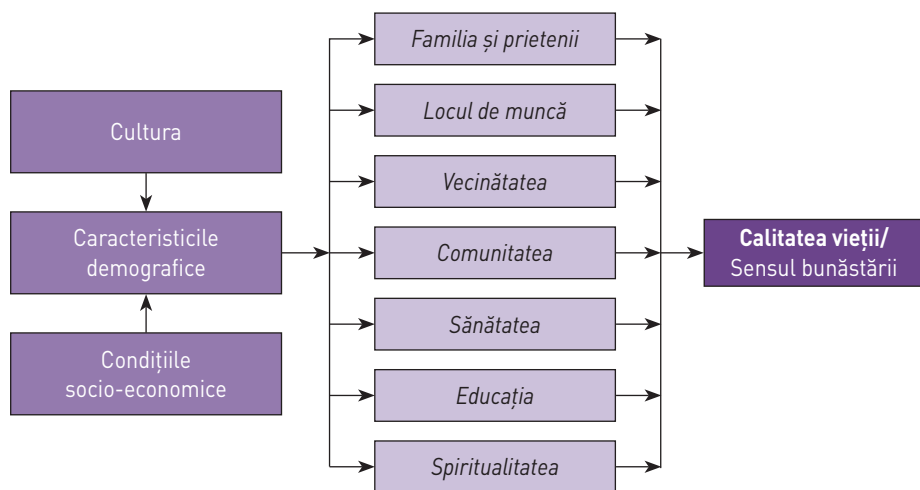 Cultura
Caracteristicile
demografice
Condițiile
socio-economice
Familia și prietenii
Locul de muncă
Vecinătatea
Comunitatea
Sănătatea
Educația
Spiritualitatea
Calitatea vieții/
Sensul bunăstării